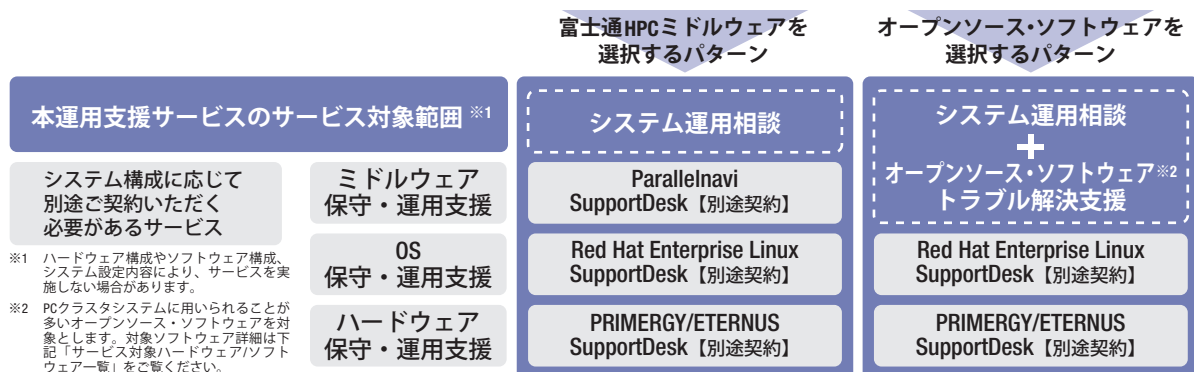 富士通HPCミドルウェアを
選択するパターン
オープンソース・ソフトウェアを
選択するパターン
本運用支援サービスのサービス対象範囲 ※1
システム運用相談
システム運用相談
+
オープンソース・ソフトウェア※2
トラブル解決支援
システム構成に応じて
別途ご契約いただく
必要があるサービス
ミドルウェア
保守・運用支援
Parallelnavi
SupportDesk【別途契約】
OS
保守・運用支援
Red Hat Enterprise Linux
SupportDesk【別途契約】
Red Hat Enterprise Linux
SupportDesk【別途契約】
ハードウェア
保守・運用支援
PRIMERGY/ETERNUS
SupportDesk【別途契約】
PRIMERGY/ETERNUS
SupportDesk【別途契約】
※1 ハードウェア構成やソフトウェア構成、
システム設定内容により、サービスを実
施しない場合があります。
※2 PCクラスタシステムに用いられることが
多いオープンソース・ソフトウェアを対
象とします。対象ソフトウェア詳細は下
記「サービス対象ハードウェア/ソフト
ウェア一覧」をご覧ください。